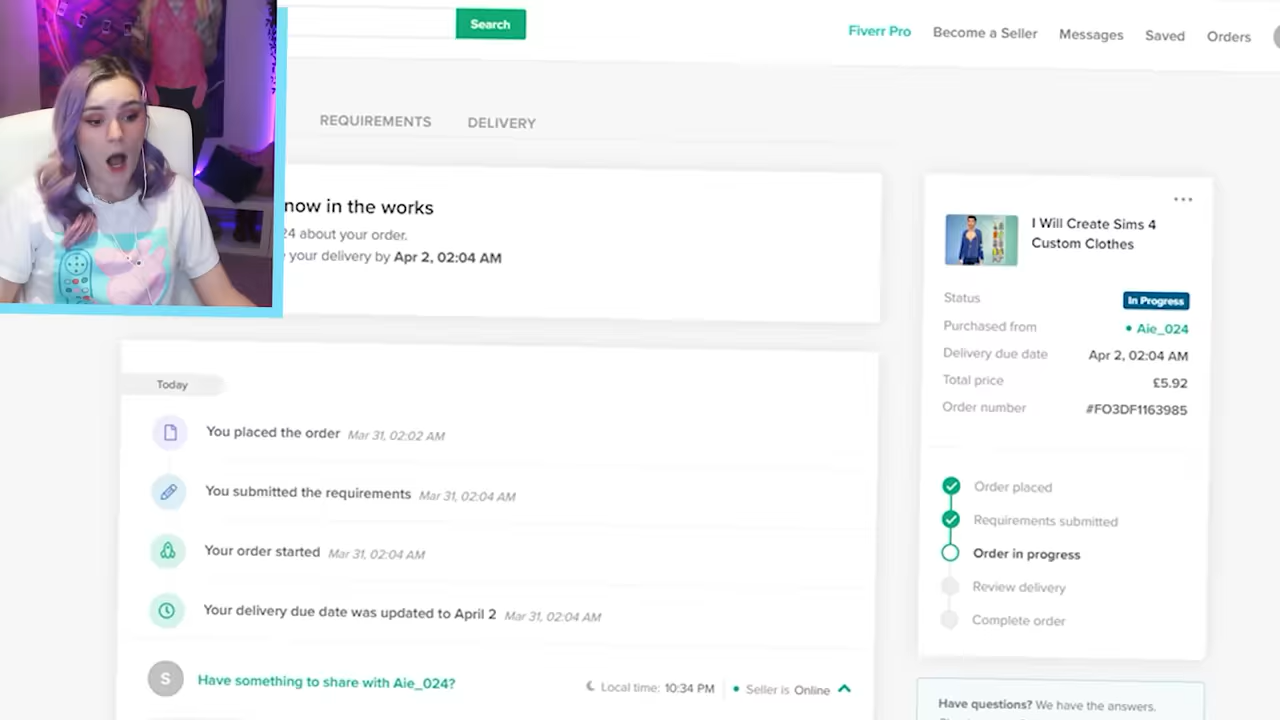 Search
Fiverr Pro
Become a Seller
Messages
Saved
Orders
REQUIREMENTS
DELIVERY
now in the works
24 about your order.
your delivery by Apr 2, 02:04 AM
I Will Create Sims 4
Custom Clothes
Status In Progress
Purchased from Aie_024
Delivery due date Apr 2, 02:04 AM
Total price £5.92
Order number #FO3DF1163985
Order placed
Requirements submitted
Order in progress
Review delivery
Complete order
Have questions? We have the answers.
Today
You placed the order Mar 31, 02:02 AM
You submitted the requirements Mar 31, 02:04 AM
Your order started Mar 31, 02:04 AM
Your delivery due date was updated to April 2 Mar 31, 02:04 AM
S
Have something to share with Aie_024?
Local time: 10:34 PM
Seller is Online